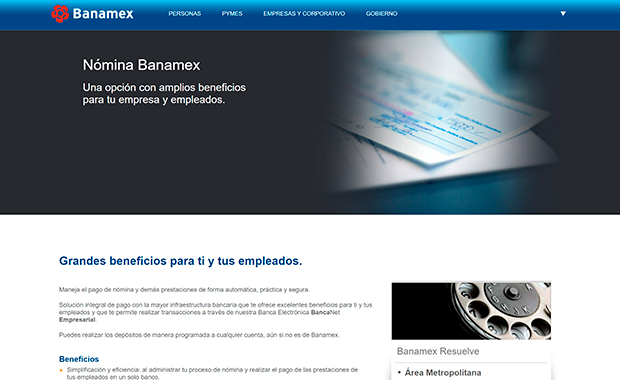 Banamex
PERSONAS PYMES EMPRESAS Y CORPORATIVO GOBIERNO
Nómina Banamex
Una opción con amplios beneficios
para tu empresa y empleados.
Grandes beneficios para ti y tus empleados.
Maneja el pago de nómina y demás prestaciones de forma automática, práctica y segura.
Solución integral de pago con la mayor infraestructura bancaria que te ofrece excelentes beneficios para ti y tus
empleados y que te permite realizar transacciones a través de nuestra Banca Electrónica BancaNet
Empresarial.
Puedes realizar los depósitos de manera programada a cualquier cuenta, aún si no es de Banamex.
Beneficios
Simplificación y eficiencia: al administrar tu proceso de nómina y realizar el pago de las prestaciones de
tus empleados en un solo banco.
Banamex Resuelve
Área Metropolitana